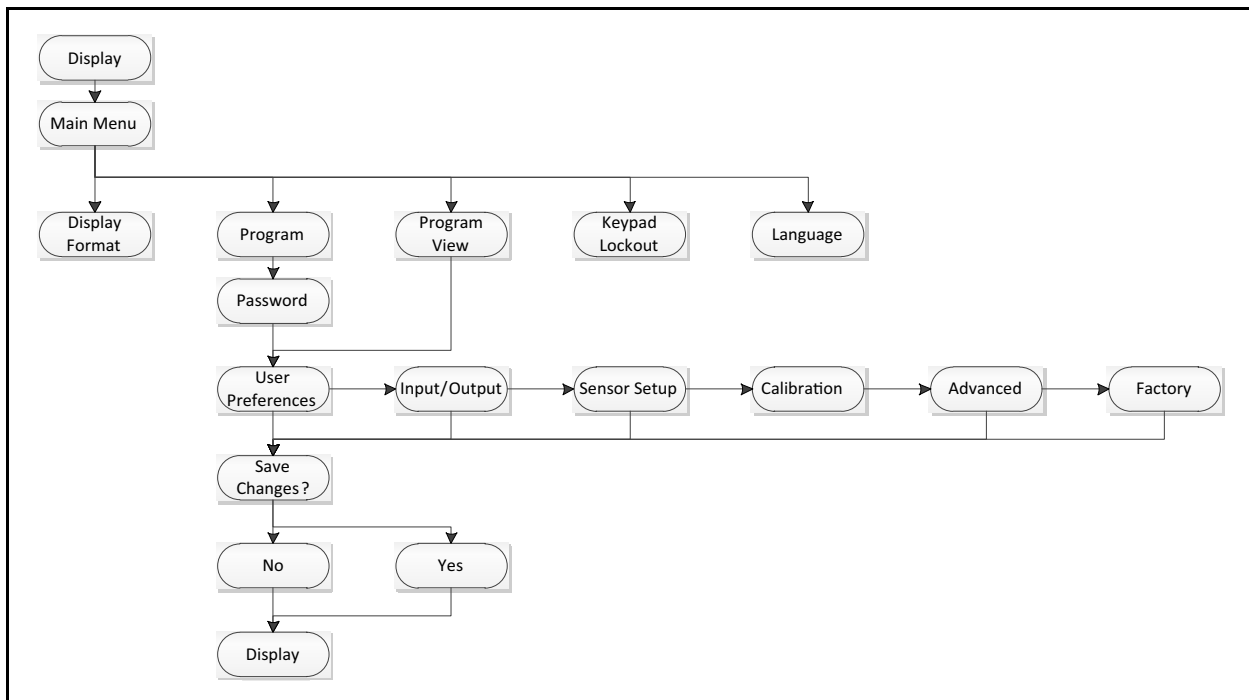 Display
Main Menu
Display
Format
Program
Program
View
Keypad
Lockout
Language
Password
User
Preferences
Input/Output
Sensor Setup
Calibration
Advanced
Factory
Save
Changes?
No
Yes
Display